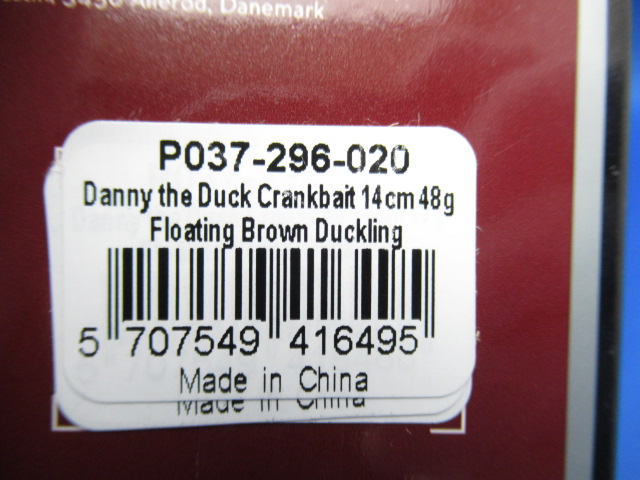 3450 Allerød, Danemark
P037-296-020
Danny the Duck Crankbait 14cm 48g
Floating Brown Duckling
5 707549 416495
Made in China
Made in China